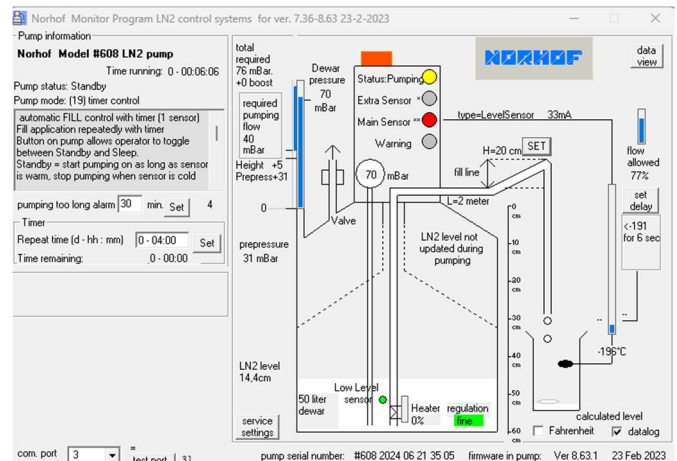 Norhof Monitor Program LN2 control systems for ver. 7.36-8.63 23-2-2023
Pump information
Norhof Model #608 LN2 pump
Time running: 0 - 00:06:06
Pump status: Standby
Pump mode: (19) timer control
automatic FILL control with timer (1 sensor)
Fill application repeatedly with timer
Button on pump allows operator to toggle
between Standby and Sleep.
Standby = start pumping on as long as sensor
is warm, stop pumping when sensor is cold
pumping too long alarm 30 min. Set 4
Timer
Repeat time (d - hh : mm) 0 - 04:00 Set
Time remaining: 0 - 00:00
com. port 3
=
test port 31
total
required
76 mBar.
+0 boost
required
pumping
flow
40
mBar
Height +5
Prepress+31
0
prepressure
31 mBar
LN2 level
14,4cm
service
settings
Dewar
pressure
70
mBar
Valve
Status:Pumping
Extra Sensor *
Main Sensor **
Warning
70 mBar
NORHOF
data
view
type=LevelSensor 33mA
H=20 cm SET
fill line
L=2 meter
LN2 level not
updated during
pumping
0
cm
10
cm
20
cm
30
cm
40
cm
50
cm
60
cm
flow
allowed
77%
set
delay
<-191
for 6 sec
-- --
-196°C
Low Level
sensor
50 liter
dewar
Heater
0%
regulation
fine
calculated level
Fahrenheit datalog
pump serial number: #608 2024 06 21 35 05 firmware in pump: Ver 8.63.1 23 Feb 2023